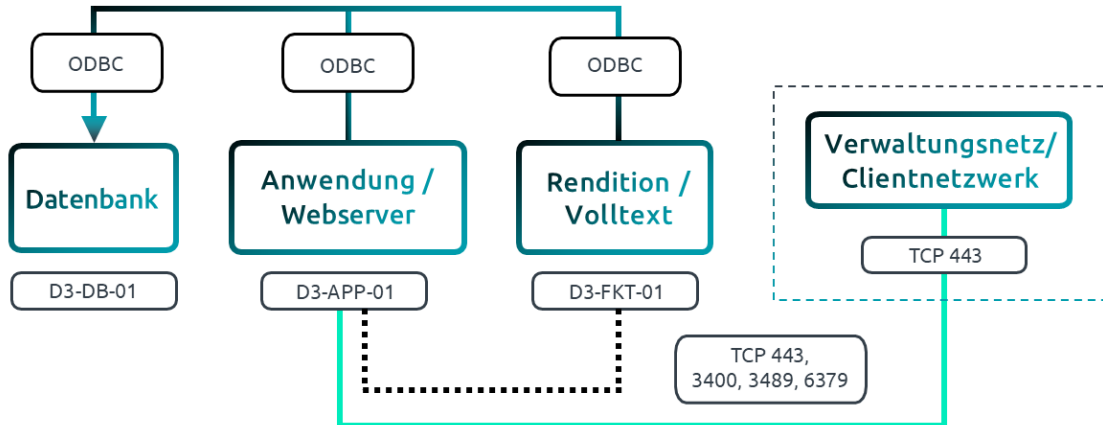 ODBC
ODBC
ODBC
Datenbank
Anwendung /
Webserver
Rendition /
Volltext
Verwaltungsnetz/
Clientnetzwerk
TCP 443
D3-DB-01
D3-APP-01
D3-FKT-01
TCP 443,
3400, 3489, 6379